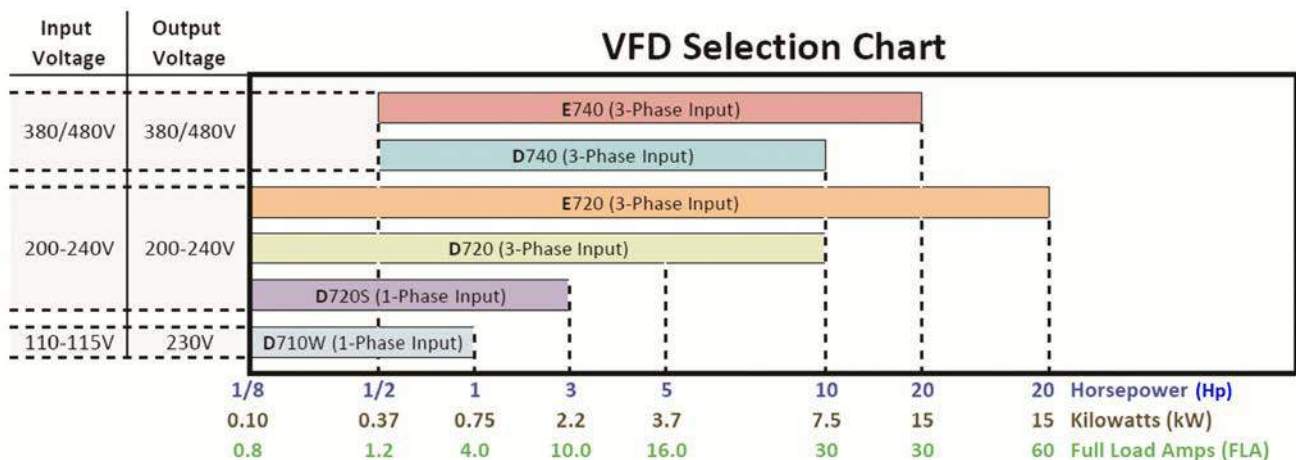 Input Voltage
Output Voltage
VFD Selection Chart
380/480V 380/480V
E740 (3-Phase Input)
D740 (3-Phase Input)
E720 (3-Phase Input)
200-240V 200-240V D720 (3-Phase Input)
D720S (1-Phase Input)
110-115V 230V D710W (1-Phase Input)
1/8 1/2 1 3 5 10 20 20 Horsepower (Hp)
0.10 0.37 0.75 2.2 3.7 7.5 15 15 Kilowatts (kW)
0.8 1.2 4.0 10.0 16.0 30 30 60 Full Load Amps (FLA)